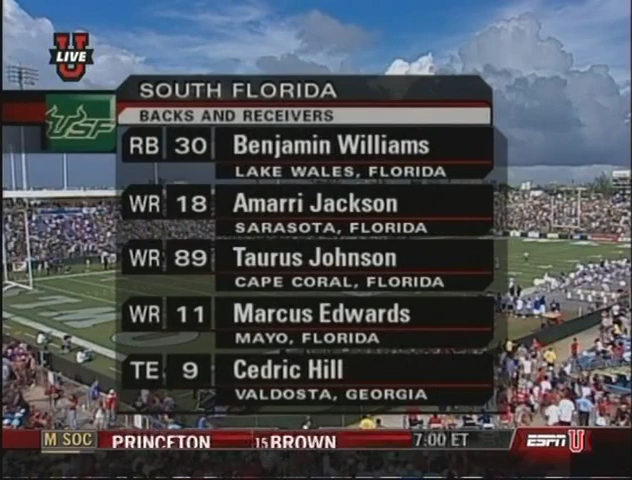 U
LIVE
SOUTH FLORIDA
USF
BACKS AND RECEIVERS
RB 30 Benjamin Williams
LAKE WALES, FLORIDA
WR 18 Amarri Jackson
SARASOTA, FLORIDA
WR 89 Taurus Johnson
CAPE CORAL, FLORIDA
WR 11 Marcus Edwards
MAYO, FLORIDA
TE 9 Cedric Hill
VALDOSTA, GEORGIA
M SOC PRINCETON 15 BROWN 7:00 ET ESPN U